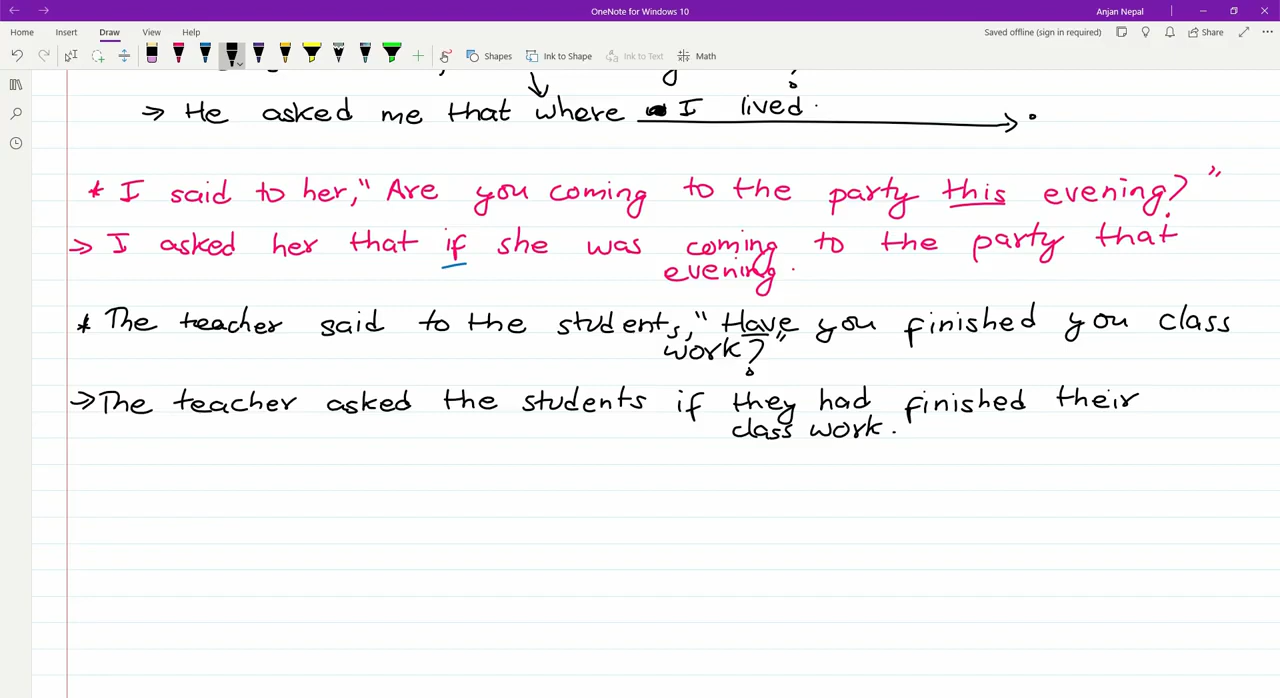 OneNote for Windows 10
Anjan Nepal
Home Insert Draw View Help
Saved offline (sign in required) Share
Shapes Ink to Shape Ink to Text Math
→ He asked me that where I lived.
* I said to her, "Are you coming to the party this evening?"
→ I asked her that if she was coming to the party that
evening.
* The teacher said to the students, "Have you finished you class
work?"
→ The teacher asked the students if they had finished their
class work.